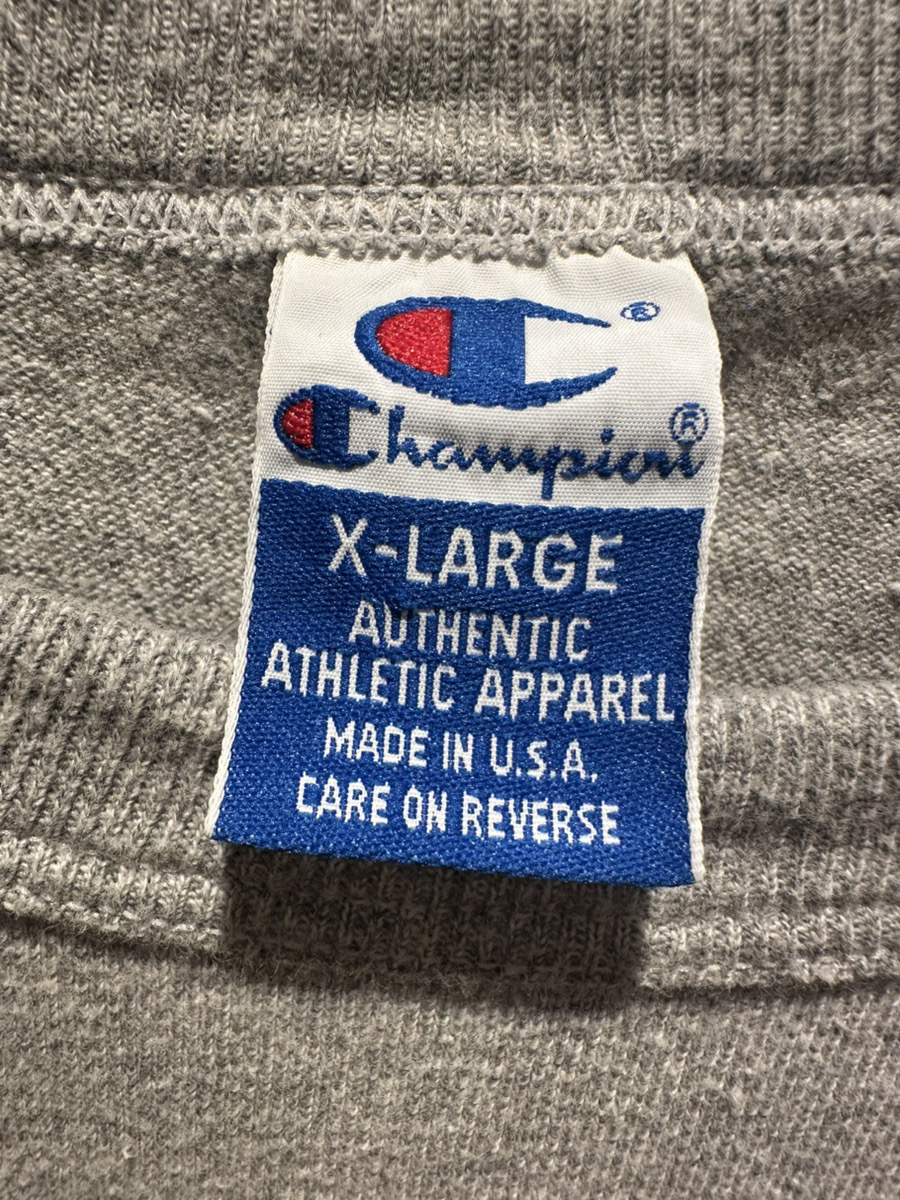 ®
Champion®
X-LARGE
AUTHENTIC
ATHLETIC APPAREL
MADE IN U.S.A.
CARE ON REVERSE